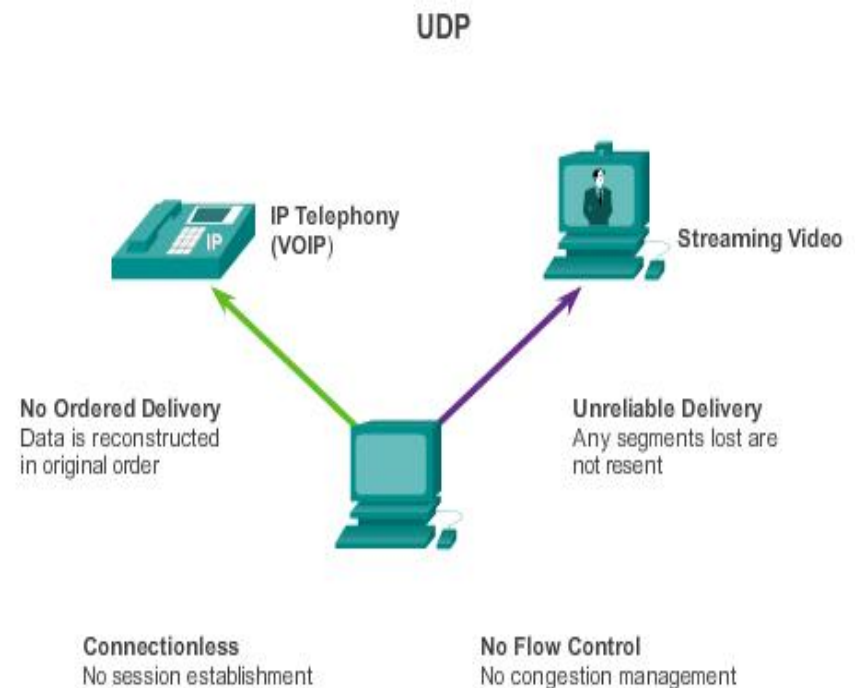 UDP
IP Telephony
(VOIP)
IP
Streaming Video
No Ordered Delivery
Data is reconstructed
in original order
Unreliable Delivery
Any segments lost are
not resent
Connectionless
No session establishment
No Flow Control
No congestion management